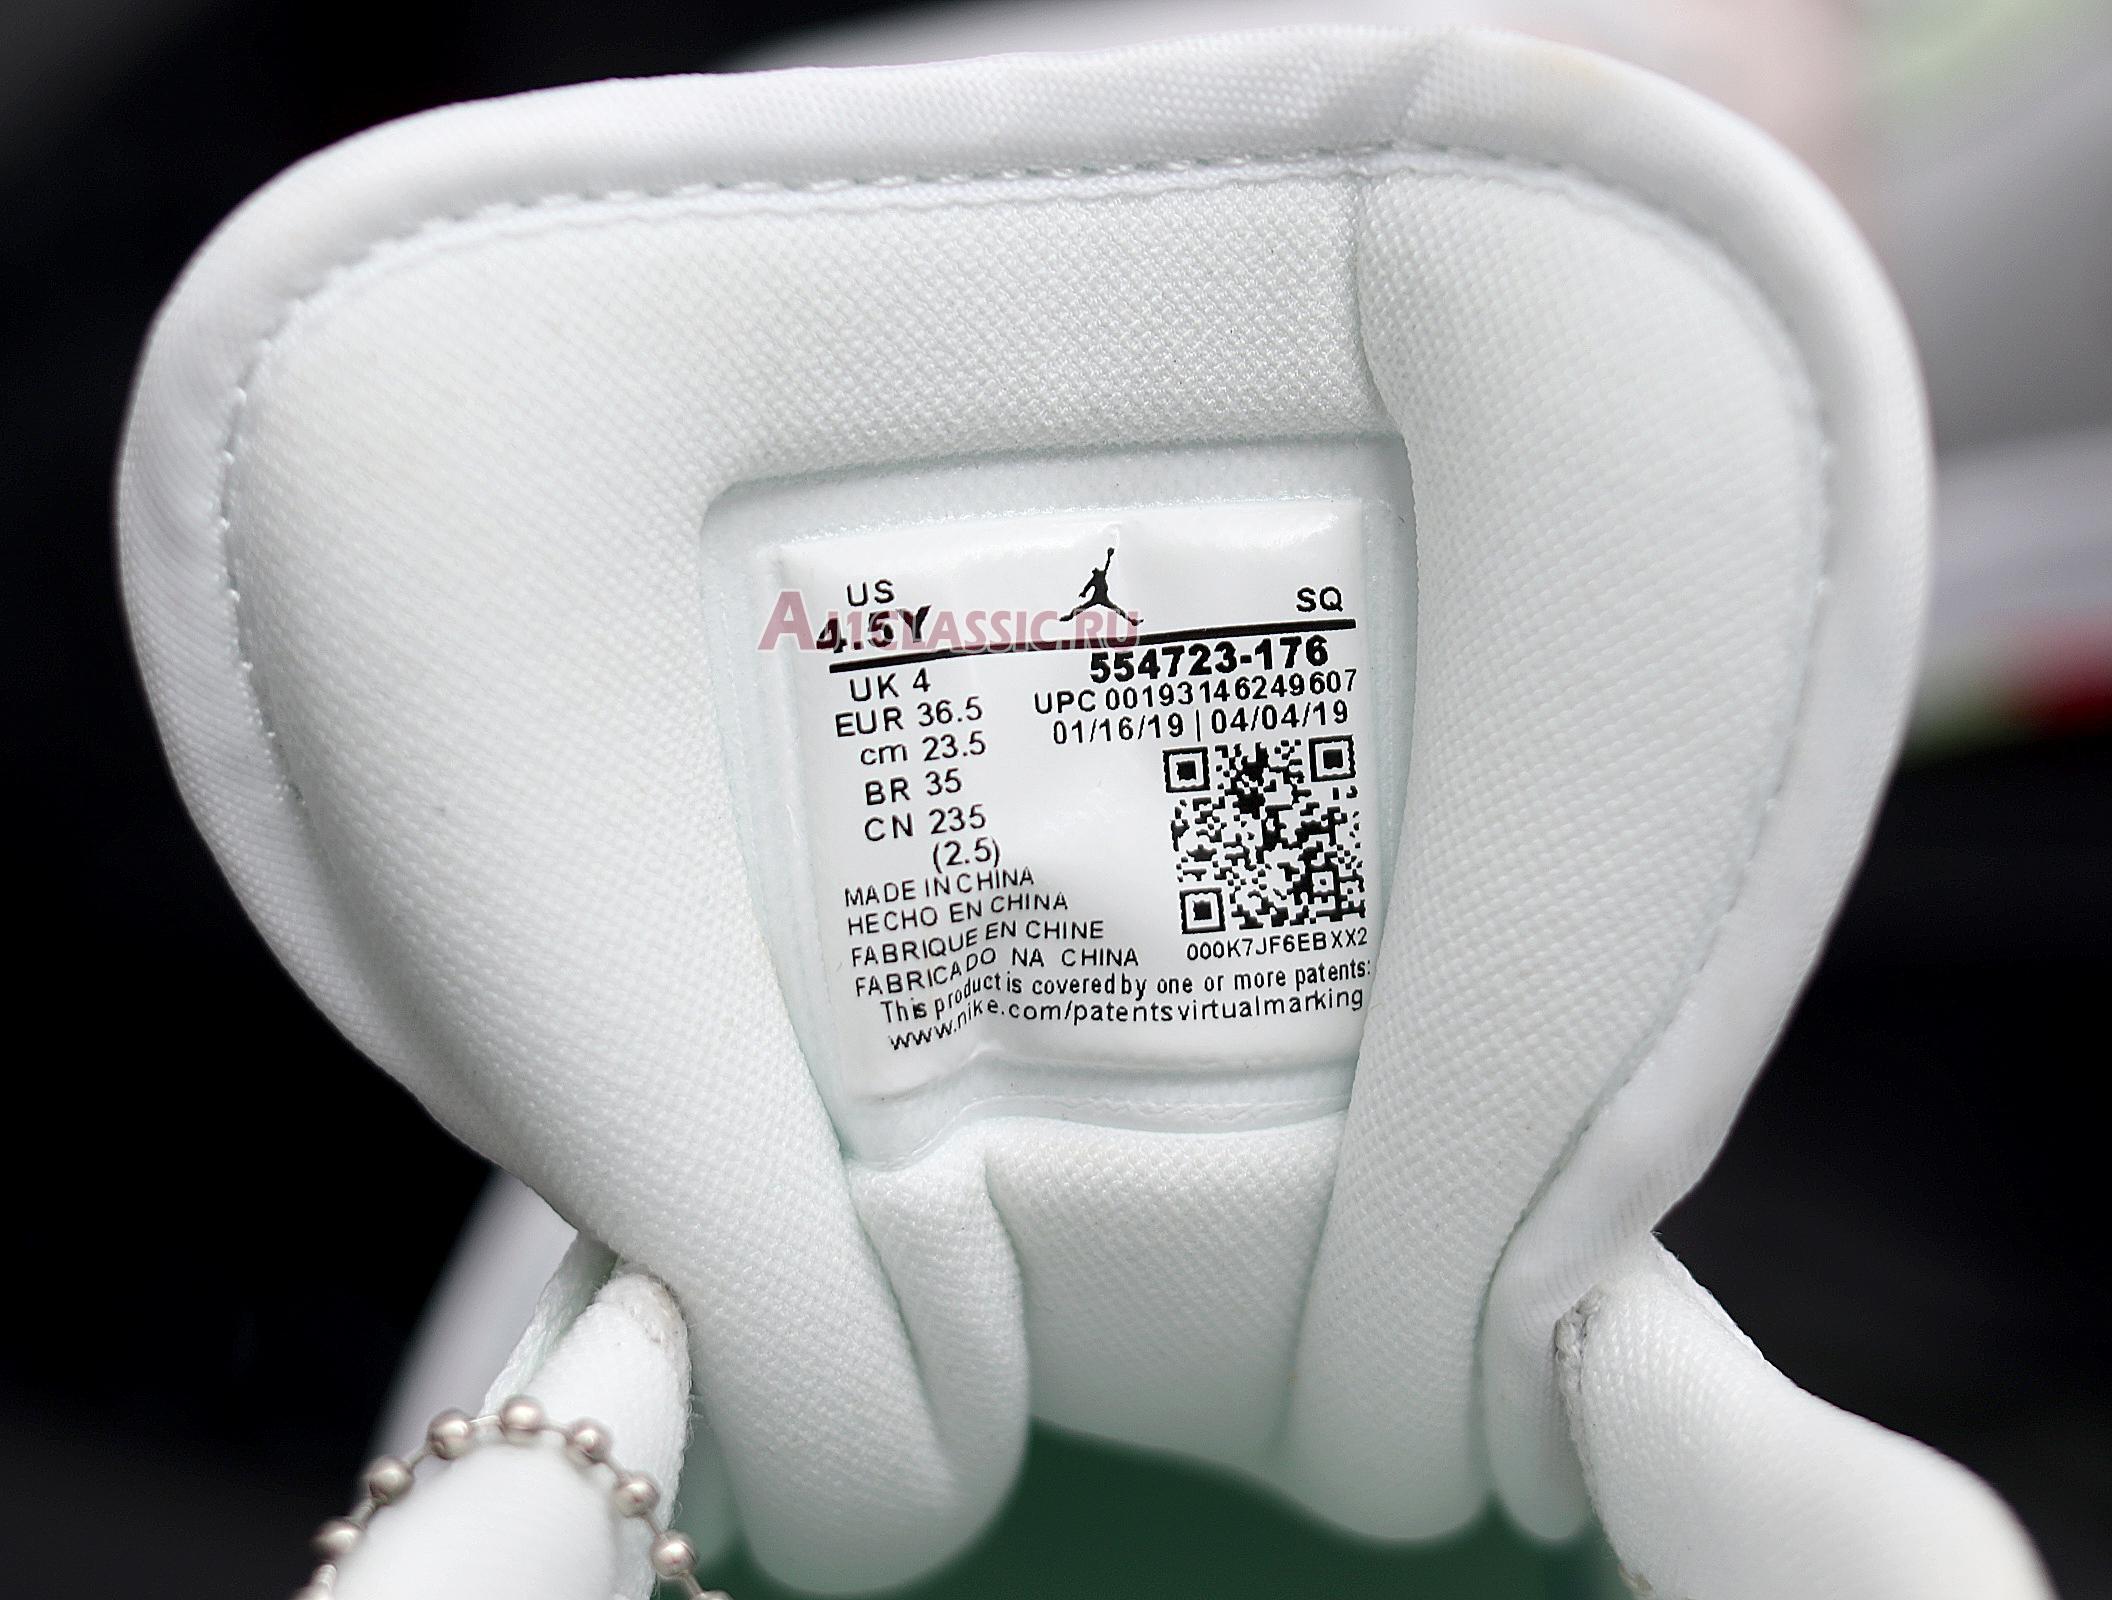 US
4.5Y
SQ
A11CLASSIC.RU
UK 4
EUR 36.5
cm 23.5
BR 35
CN 235
(2.5)
554723-176
UPC 00193146249607
01/16/19 | 04/04/19
000K7JF6EBXX2
MADE IN CHINA
HECHO EN CHINA
FABRIQUE EN CHINE
FABRICADO NA CHINA
This product is covered by one or more patents:
www.nike.com/patentsvirtualmarking